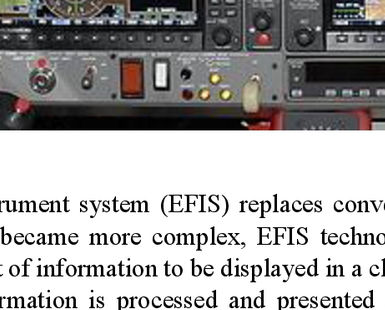 rument system (EFIS) replaces conve
became more complex, EFIS techno
t of information to be displayed in a cl
rmation is processed and presented